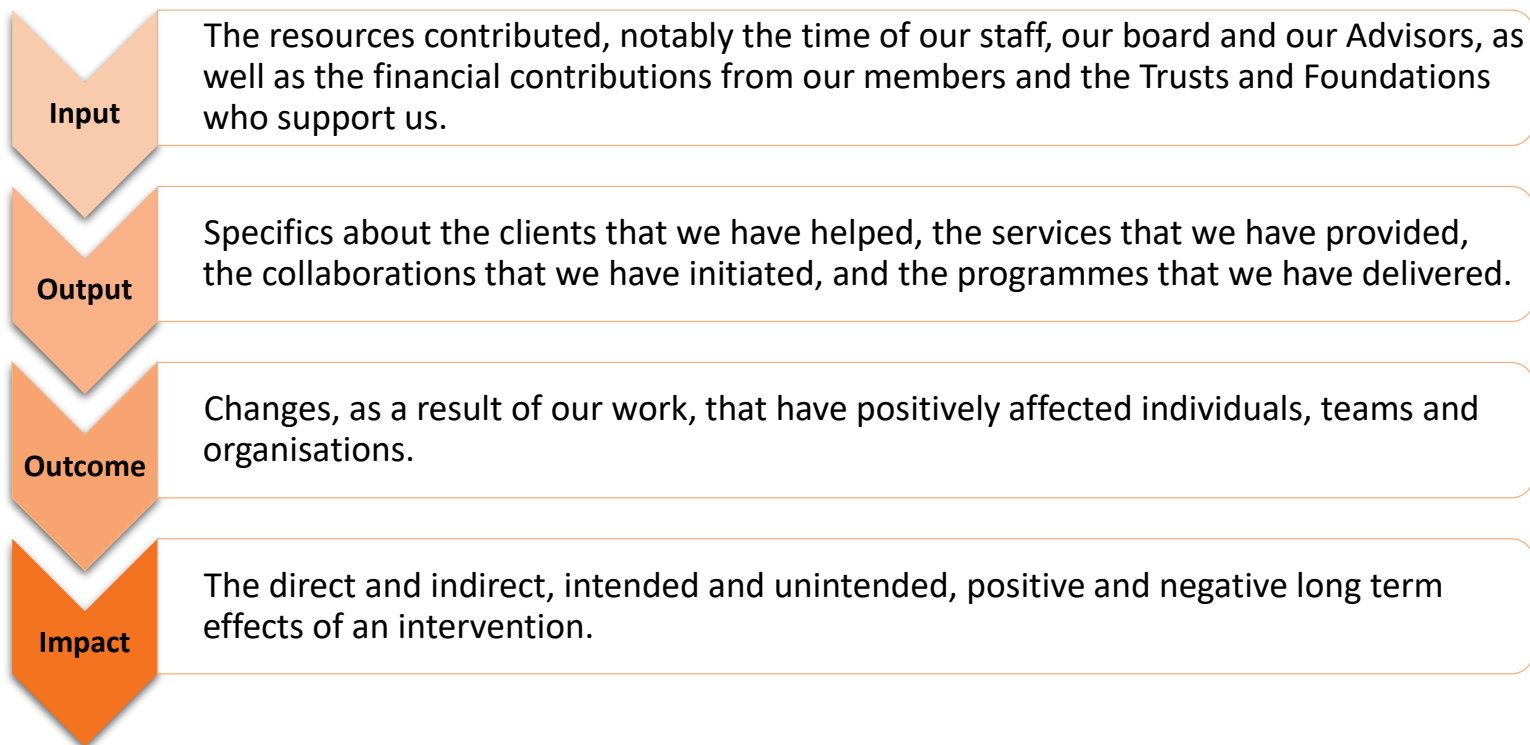 Input
The resources contributed, notably the time of our staff, our board and our Advisors, as
well as the financial contributions from our members and the Trusts and Foundations
who support us.
Output
Specifics about the clients that we have helped, the services that we have provided,
the collaborations that we have initiated, and the programmes that we have delivered.
Outcome
Changes, as a result of our work, that have positively affected individuals, teams and
organisations.
Impact
The direct and indirect, intended and unintended, positive and negative long term
effects of an intervention.